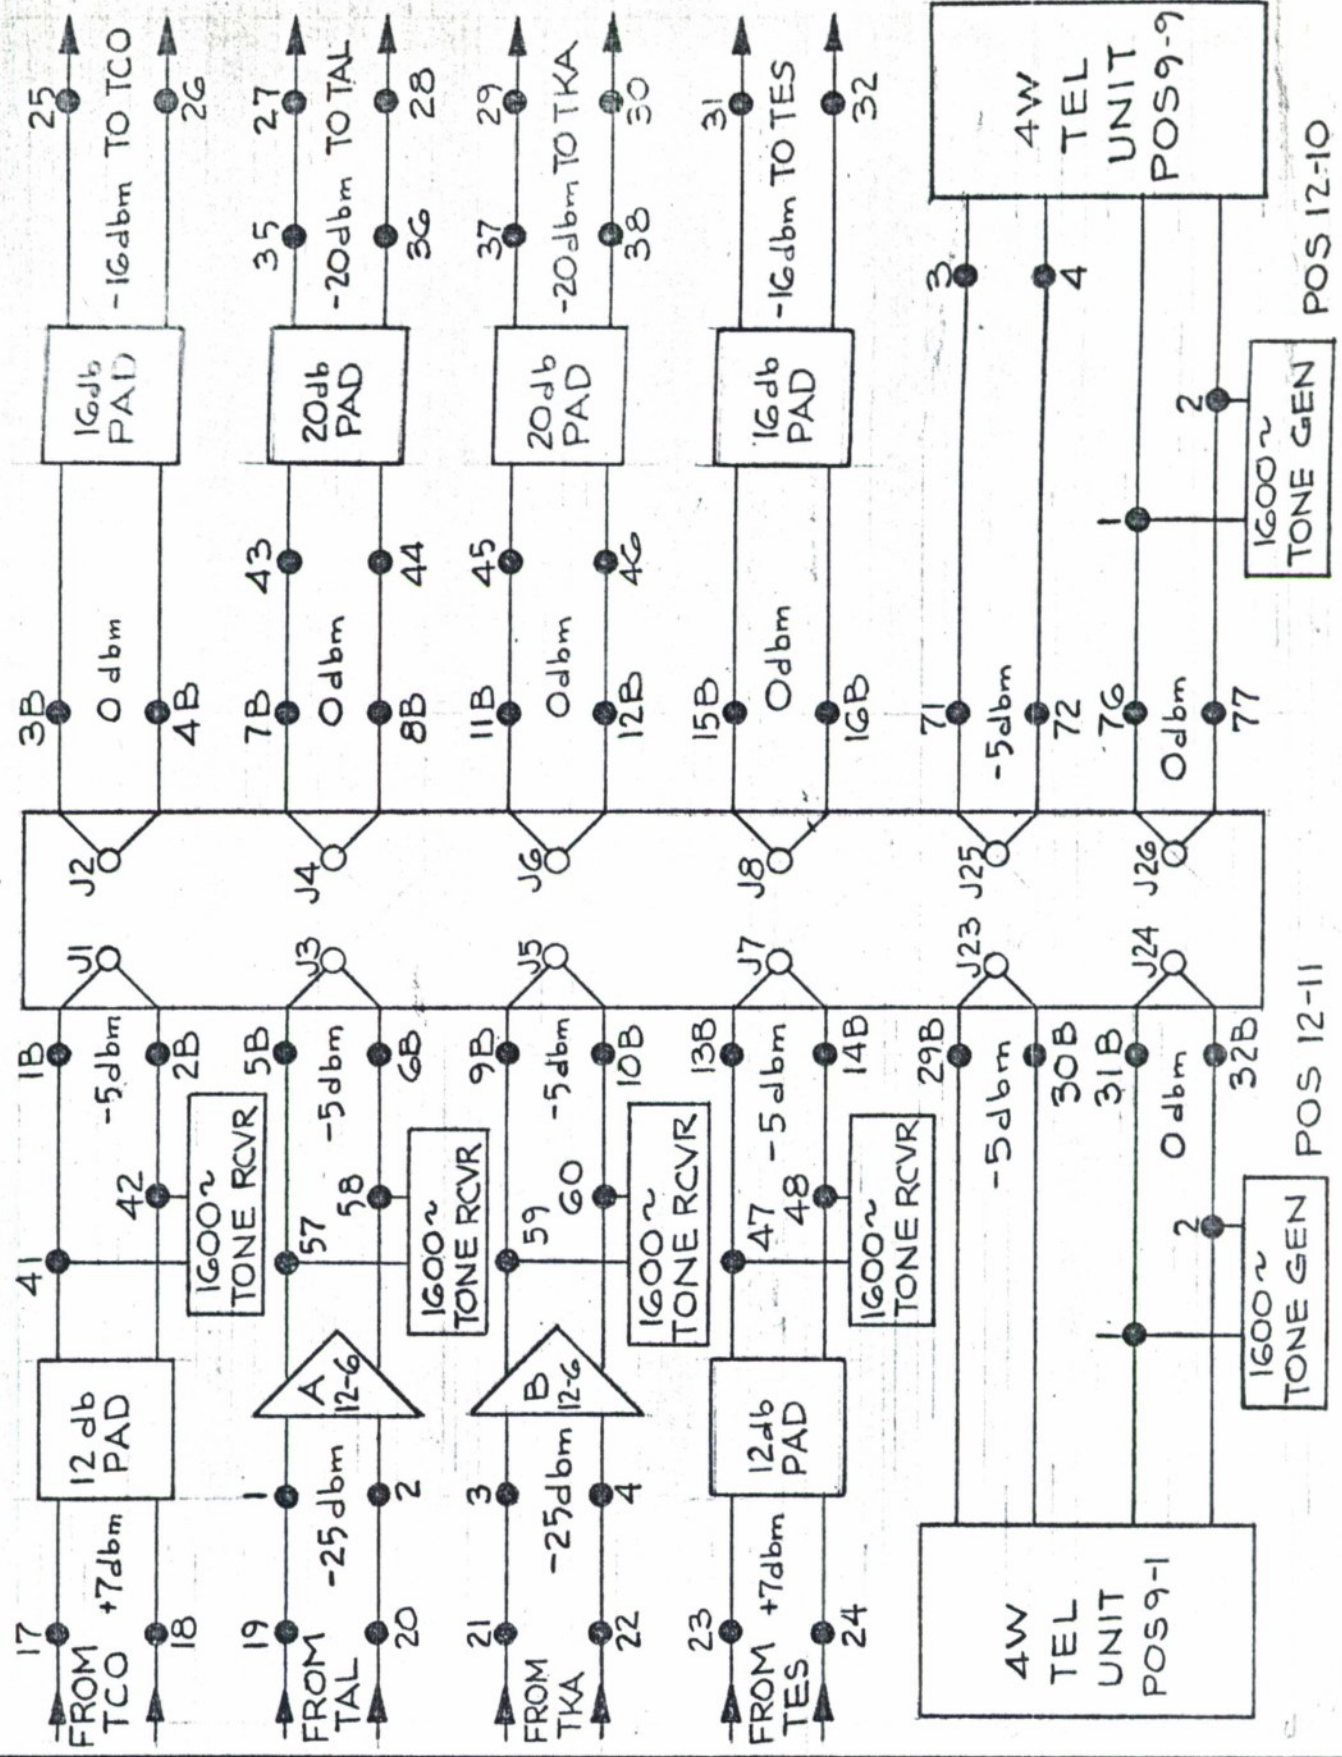 17
FROM
TCO
+7dbm
18
12 db
PAD
41
42
1600~
TONE RCVR
1B
-5dbm
2B
J1
J2
3B
0 dbm
4B
16db
PAD
25
-16dbm TO TCO
26
19
FROM
TAL
20
1
-25dbm
2
A
12-6
57
58
1600~
TONE RCVR
5B
-5dbm
6B
J3
J4
7B
0dbm
8B
43
44
20db
PAD
35
36
-20dbm TO TAL
27
28
21
FROM
TKA
22
3
-25dbm
4
B
12-6
59
60
1600~
TONE RCVR
9B
-5dbm
10B
J5
J6
11B
0dbm
12B
45
46
20db
PAD
37
38
-20dbm TO TKA
29
30
23
FROM
TES
+7dbm
24
12db
PAD
47
48
1600~
TONE RCVR
13B
-5dbm
14B
J7
J8
15B
0dbm
16B
16db
PAD
31
-16dbm TO TES
32
4W
TEL
UNIT
POS9-1
1
2
1600~
TONE GEN
POS 12-11
29B
-5dbm
30B
31B
0dbm
32B
J23
J24
J25
J26
71
-5dbm
72
76
0dbm
77
1
2
1600~
TONE GEN
POS 12-10
3
4
4W
TEL
UNIT
POS9-9